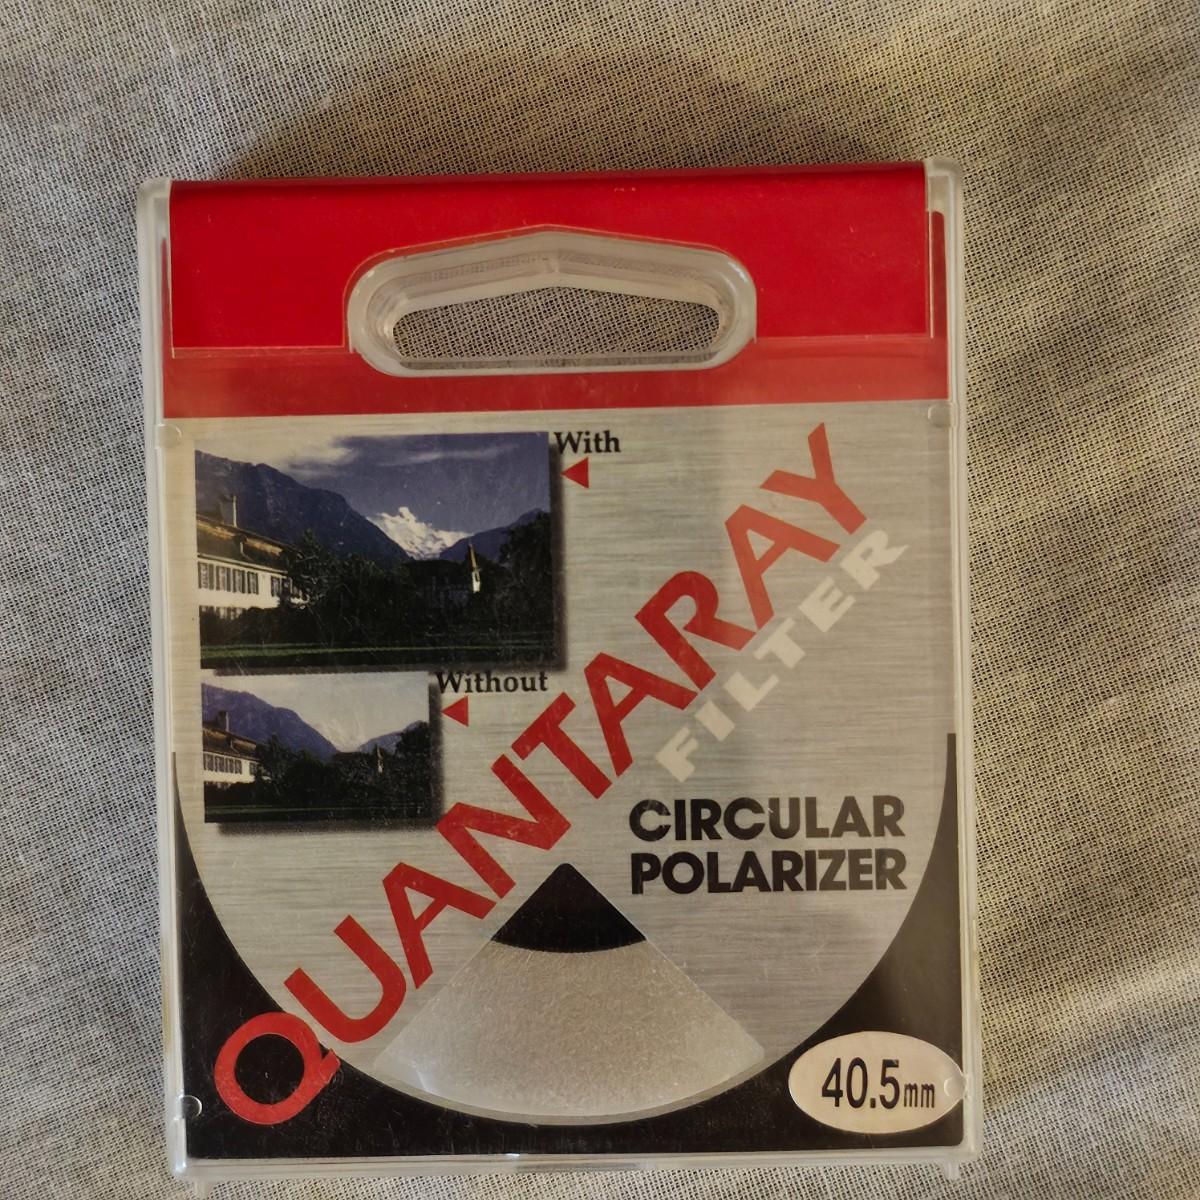 With
Without
QUANTARAY
FILTER
CIRCULAR
POLARIZER
40.5mm